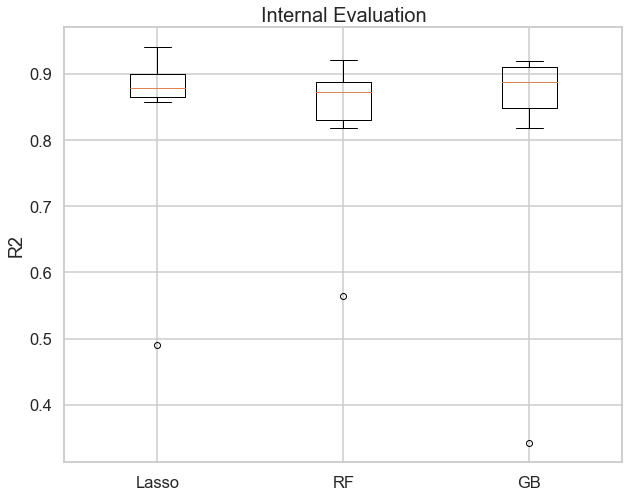 Internal Evaluation
R2
0.9
0.8
0.7
0.6
0.5
0.4
Lasso
RF
GB